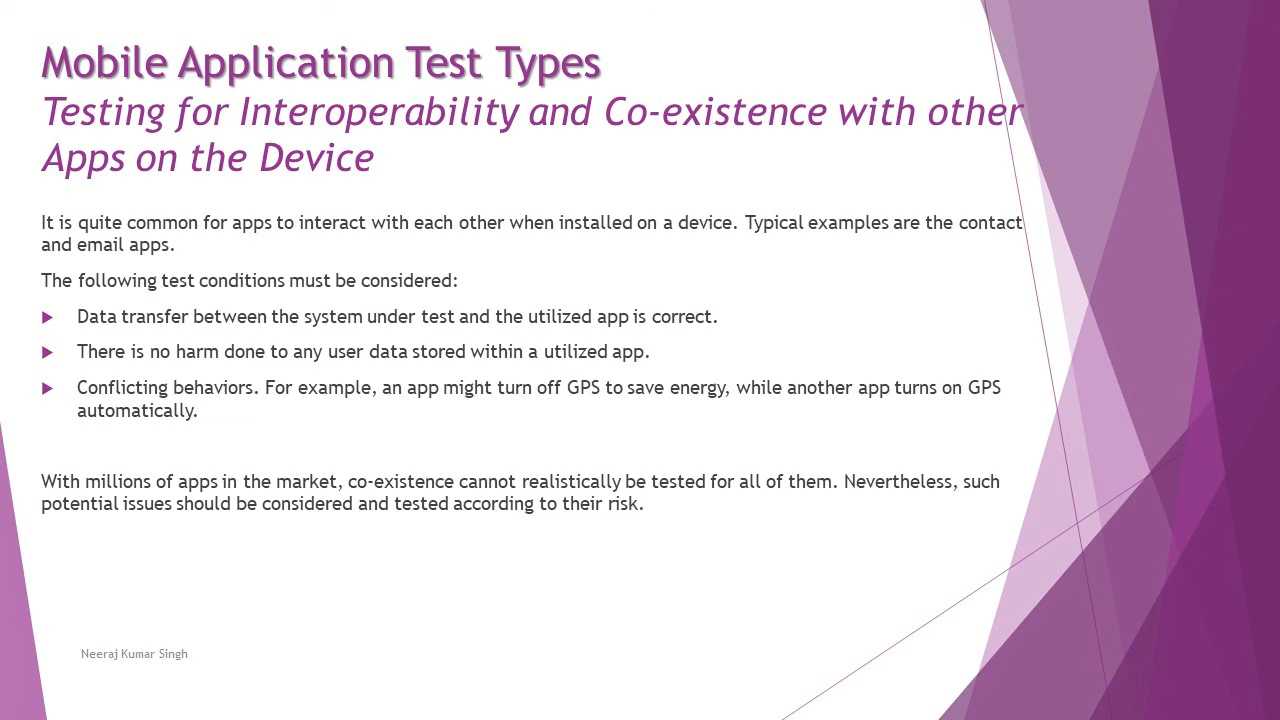 Mobile Application Test Types
Testing for Interoperability and Co-existence with other
Apps on the Device
It is quite common for apps to interact with each other when installed on a device. Typical examples are the contact
and email apps.
The following test conditions must be considered:
Data transfer between the system under test and the utilized app is correct.
There is no harm done to any user data stored within a utilized app.
Conflicting behaviors. For example, an app might turn off GPS to save energy, while another app turns on GPS
automatically.
With millions of apps in the market, co-existence cannot realistically be tested for all of them. Nevertheless, such
potential issues should be considered and tested according to their risk.
Neeraj Kumar Singh